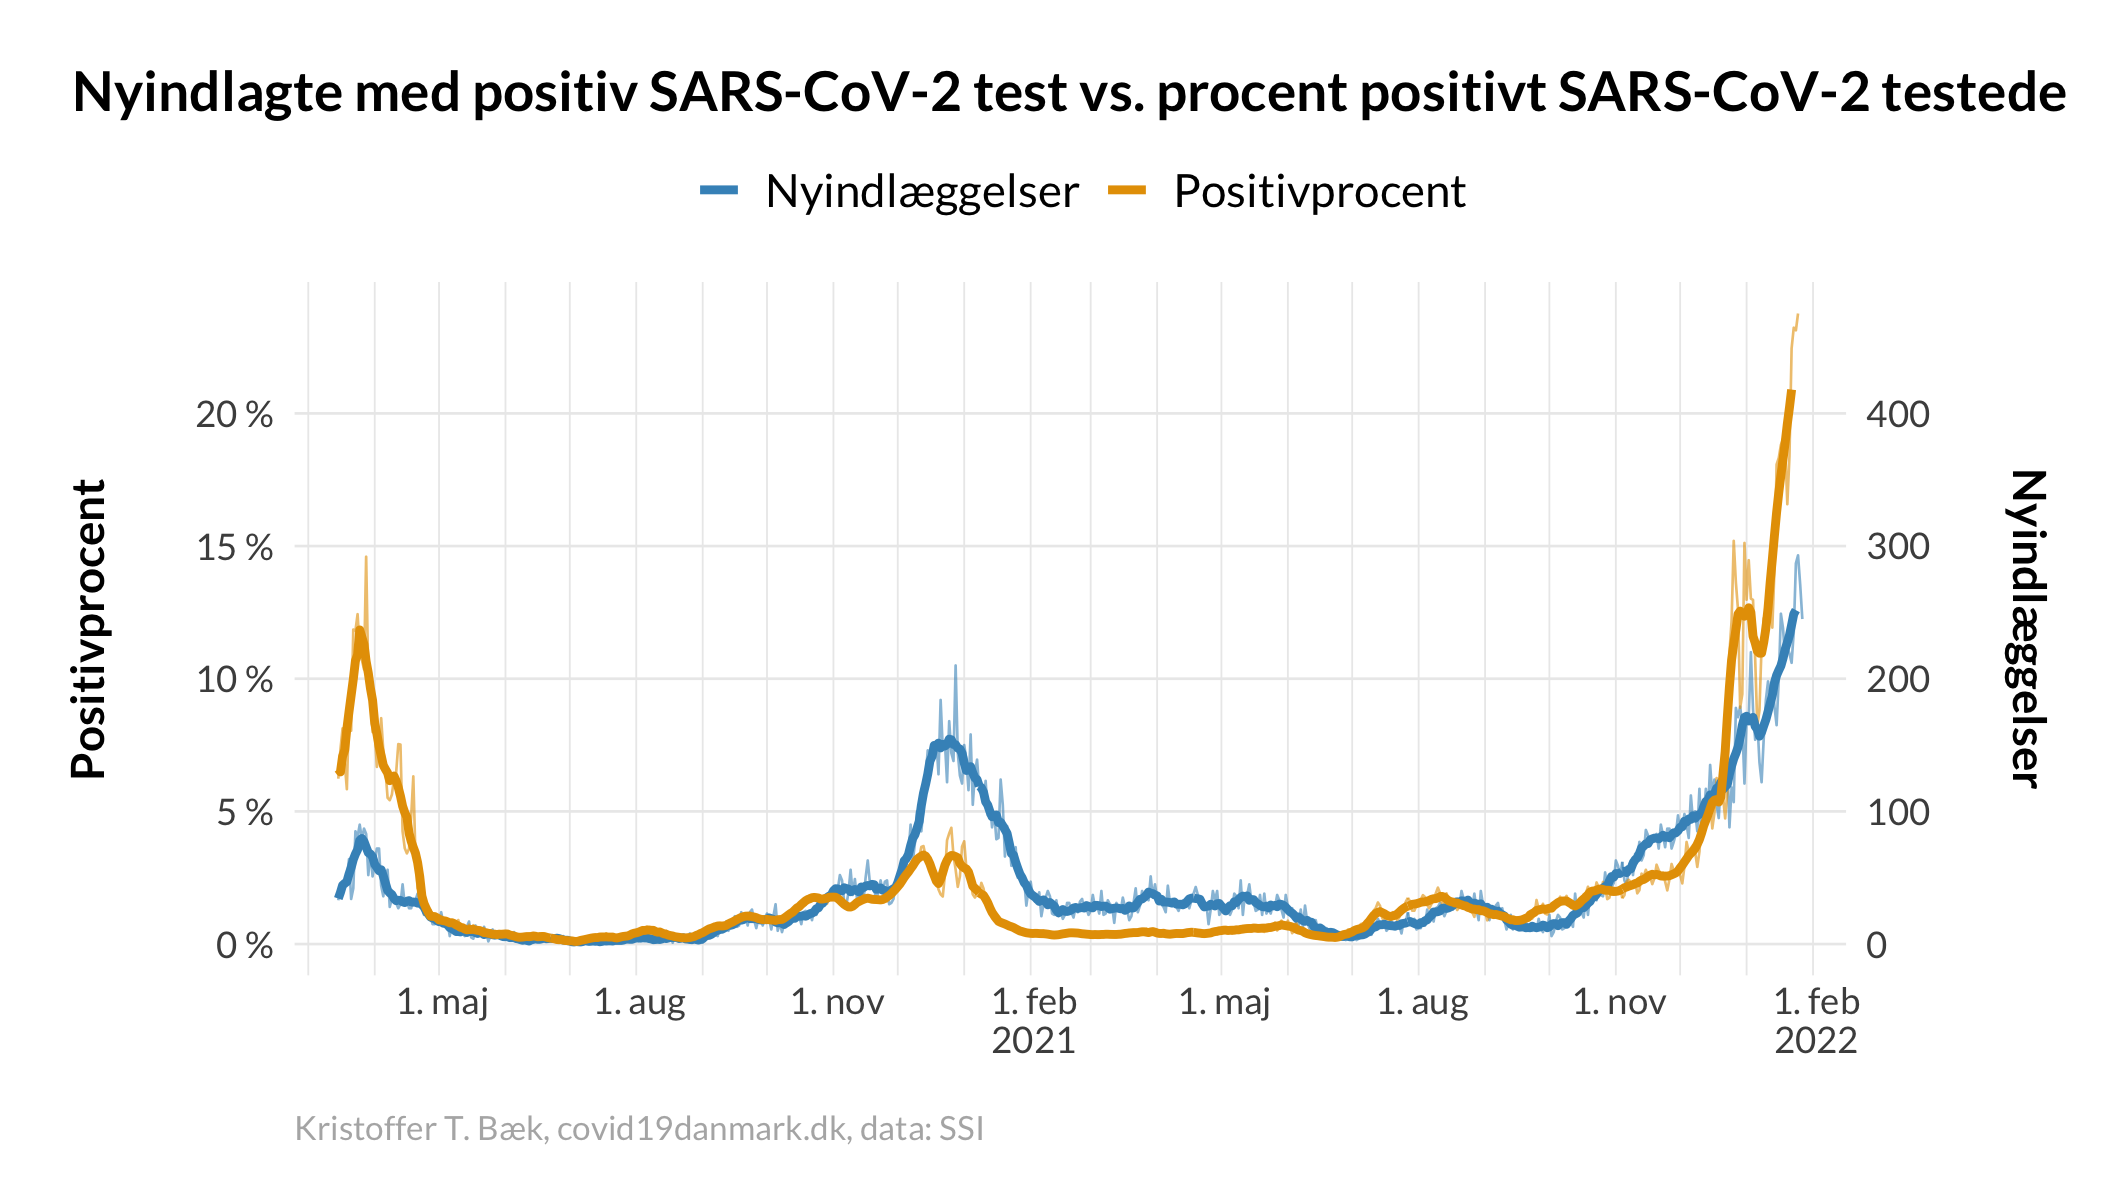 Nyindlagte med positiv SARS-CoV-2 test vs. procent positivt SARS-CoV-2 testede
Nyindlæggelser Positivprocent
Positivprocent
20 %
15 %
10 %
5 %
0 %
400
300
200
100
0
Nyindlæggelser
1. maj 1. aug 1. nov 1. feb 1. maj 1. aug 1. nov 1. feb
2021 2022
Kristoffer T. Bæk, covid19danmark.dk, data: SSI